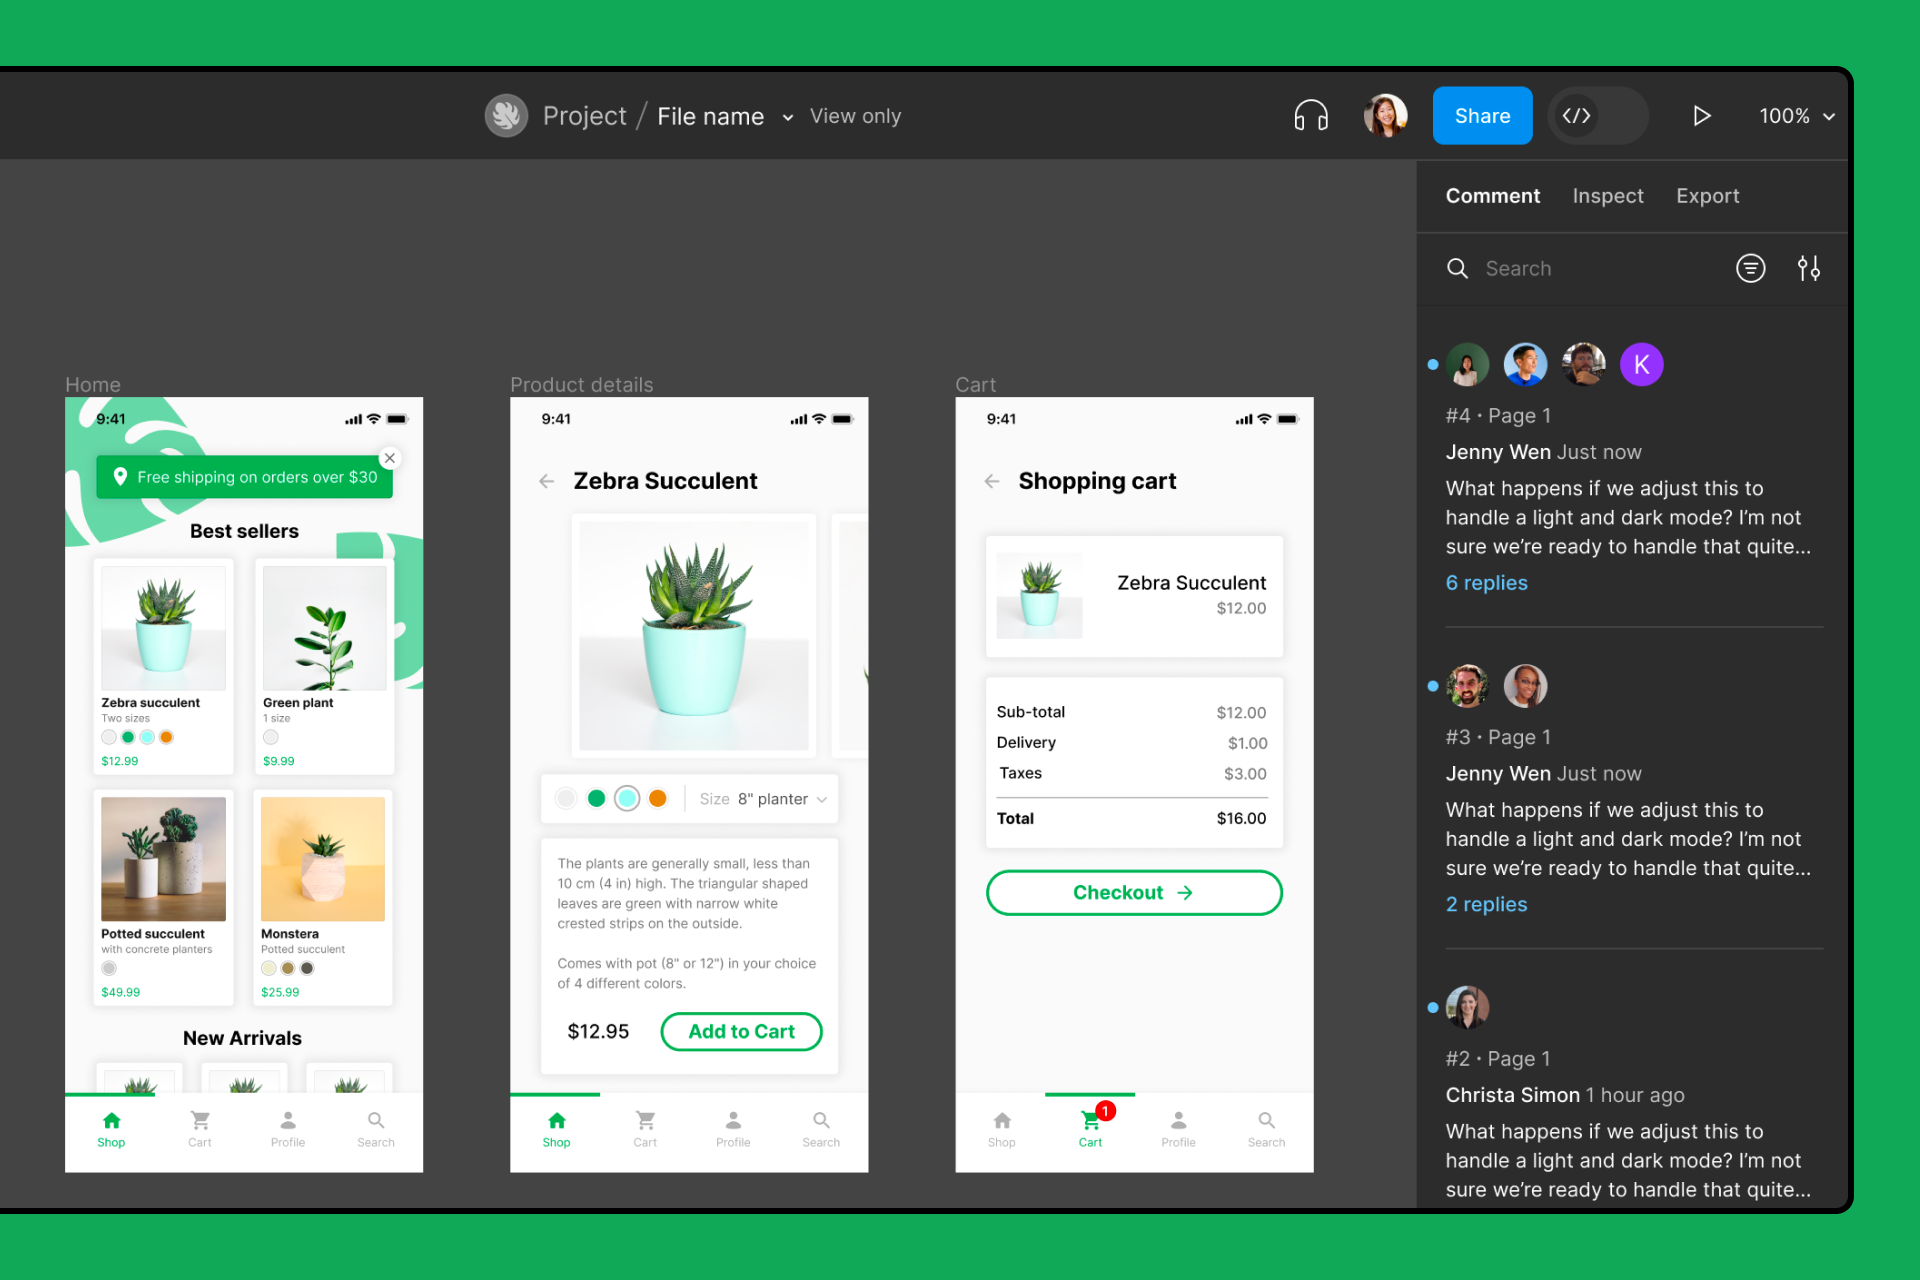 Project / File name View only
Share
</>
100%
Comment Inspect Export
Search
Home
9:41
Free shipping on orders over $30
Best sellers
Zebra succulent
Two sizes
$12.99
Green plant
1 size
$9.99
Potted succulent
with concrete planters
$49.99
Monstera
Potted succulent
$25.99
New Arrivals
Shop Cart Profile Search
Product details
9:41
Zebra Succulent
Size 8" planter
The plants are generally small, less than
10 cm (4 in) high. The triangular shaped
leaves are green with narrow white
crested strips on the outside.
Comes with pot (8" or 12") in your choice
of 4 different colors.
$12.95 Add to Cart
Shop Cart Profile Search
Cart
9:41
Shopping cart
Zebra Succulent
$12.00
Sub-total $12.00
Delivery $1.00
Taxes $3.00
Total $16.00
Checkout
1
Shop Cart Profile Search
K
#4 • Page 1
Jenny Wen Just now
What happens if we adjust this to
handle a light and dark mode? I’m not
sure we’re ready to handle that quite...
6 replies
#3 • Page 1
Jenny Wen Just now
What happens if we adjust this to
handle a light and dark mode? I’m not
sure we’re ready to handle that quite...
2 replies
#2 • Page 1
Christa Simon 1 hour ago
What happens if we adjust this to
handle a light and dark mode? I’m not
sure we’re ready to handle that quite...